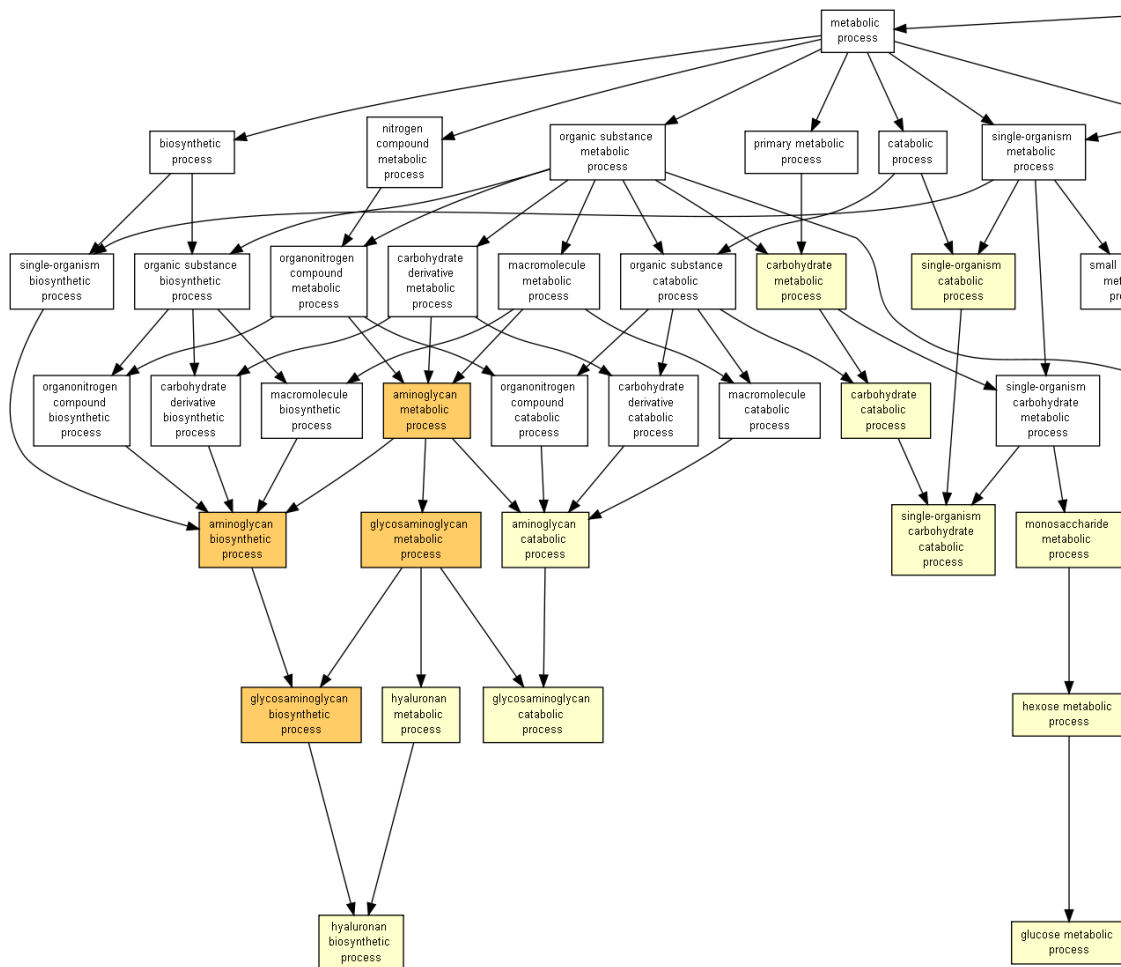 metabolic
process
biosynthetic
process
nitrogen
compound
metabolic
process
organic substance
metabolic
process
primary metabolic
process
catabolic
process
single-organism
metabolic
process
single-organism
biosynthetic
process
organic substance
biosynthetic
process
organonitrogen
compound
metabolic
process
carbohydrate
derivative
metabolic
process
macromolecule
metabolic
process
organic substance
catabolic
process
carbohydrate
metabolic
process
single-organism
catabolic
process
small
met
pr
organonitrogen
compound
biosynthetic
process
carbohydrate
derivative
biosynthetic
process
macromolecule
biosynthetic
process
aminoglycan
metabolic
process
organonitrogen
compound
catabolic
process
carbohydrate
derivative
catabolic
process
macromolecule
catabolic
process
carbohydrate
catabolic
process
single-organism
carbohydrate
metabolic
process
aminoglycan
biosynthetic
process
glycosaminoglycan
metabolic
process
aminoglycan
catabolic
process
single-organism
carbohydrate
catabolic
process
monosaccharide
metabolic
process
glycosaminoglycan
biosynthetic
process
hyaluronan
metabolic
process
glycosaminoglycan
catabolic
process
hexose metabolic
process
hyaluronan
biosynthetic
process
glucose metabolic
process